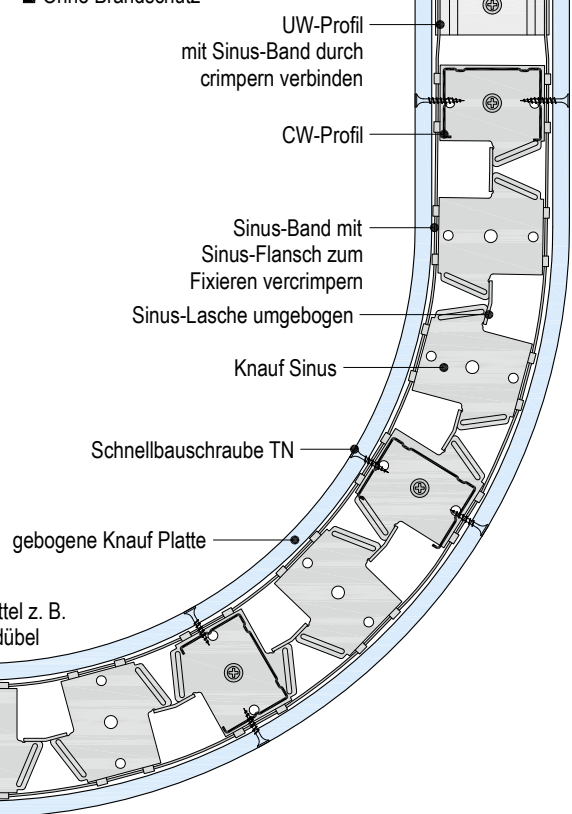 ■ Ohne Brandschutz
UW-Profil
mit Sinus-Band durch
crimpern verbinden
CW-Profil
Sinus-Band mit
Sinus-Flansch zum
Fixieren vercrimpern
Sinus-Lasche umgebogen
Knauf Sinus
Schnellbauschraube TN
gebogene Knauf Platte
ttel z. B.
dübel